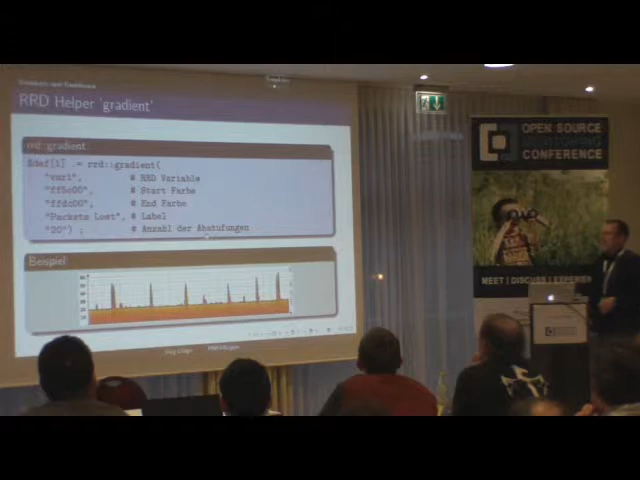 RRD Helper 'gradient'
rrd::gradient
$def[1] .= rrd::gradient(
"var1", # RRD Variable
"ff5c00", # Start Farbe
"ffdc00", # End Farbe
"Packets Lost", # Label
"20") ; # Anzahl der Abstufungen
Beispiel
OPEN SOURCE
MONITORING
CONFERENCE
MEET | DISCUSS |